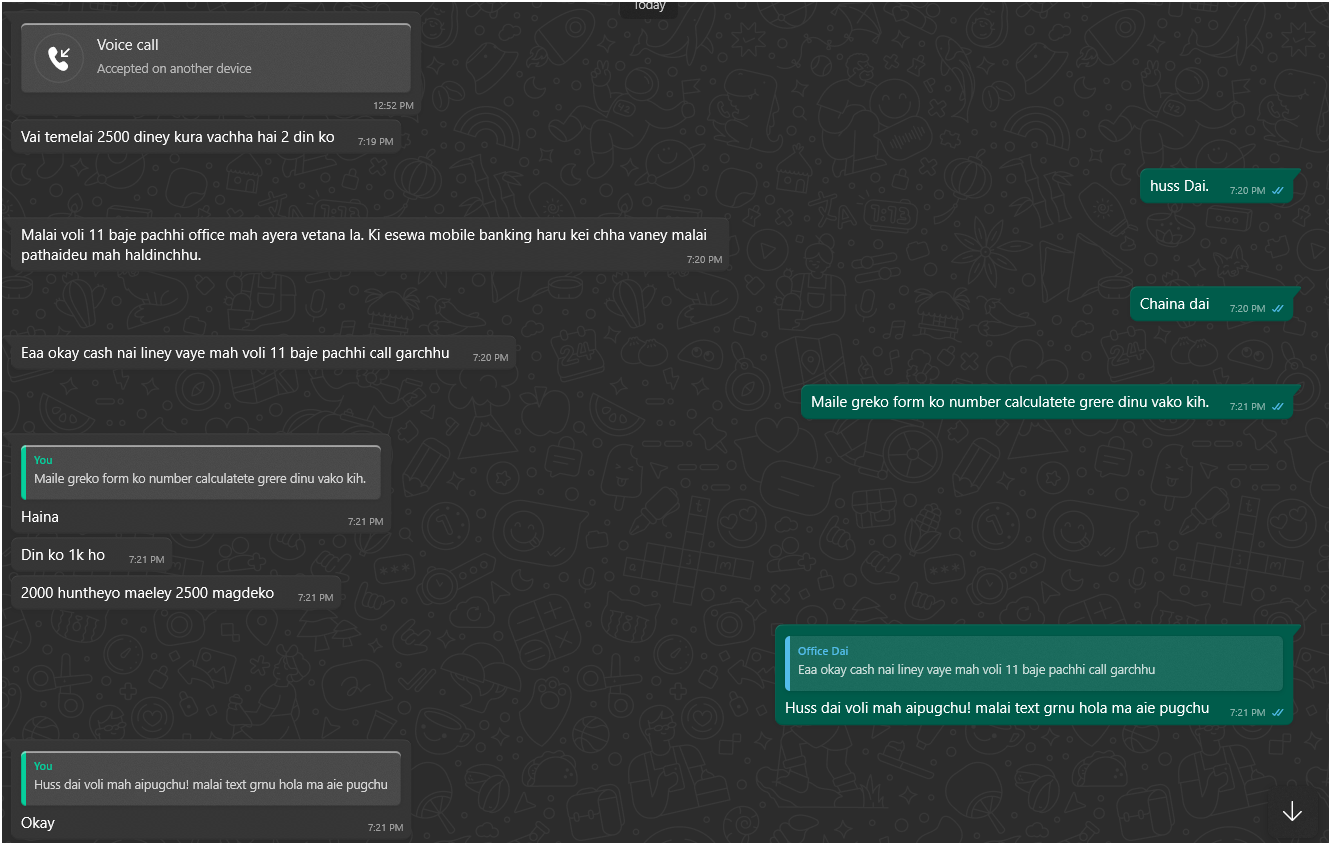 Today
Voice call
Accepted on another device
12:52 PM
Vai temelai 2500 diney kura vachha hai 2 din ko 7:19 PM
huss Dai. 7:20 PM
Malai voli 11 baje pachhi office mah ayera vetana la. Ki esewa mobile banking haru kei chha vaney malai
pathaideu mah haldinchhu. 7:20 PM
Chaina dai 7:20 PM
Eaa okay cash nai liney vaye mah voli 11 baje pachhi call garchhu 7:20 PM
Maile greko form ko number calculatete grere dinu vako kih. 7:21 PM
You
Maile greko form ko number calculatete grere dinu vako kih.
Haina 7:21 PM
Din ko 1k ho 7:21 PM
2000 huntheyo maeley 2500 magdeko 7:21 PM
Office Dai
Eaa okay cash nai liney vaye mah voli 11 baje pachhi call garchhu
Huss dai voli mah aipugchu! malai text grnu hola ma aie pugchu 7:21 PM
You
Huss dai voli mah aipugchu! malai text grnu hola ma aie pugchu
Okay 7:21 PM